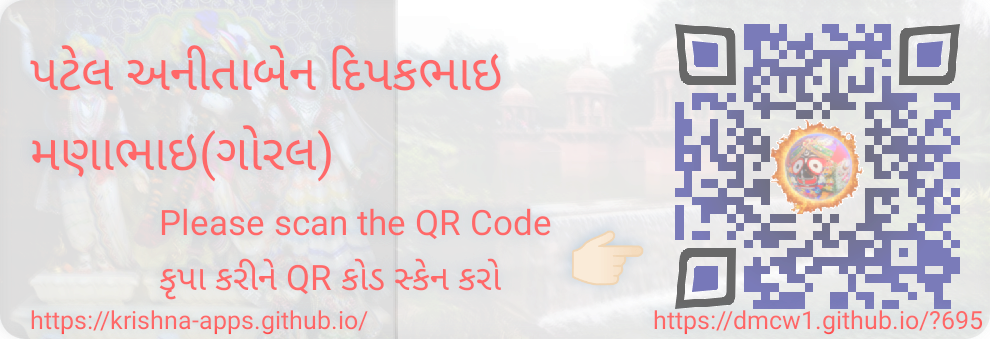 પટેલ અનીતાબેન દિપકભાઇ
મણાભાઇ(ગોરલ)
Please scan the QR Code
કૃપા કરીને QR કોડ સ્કેન કરો
https://krishna-apps.github.io/
https://dmcw1.github.io/?695